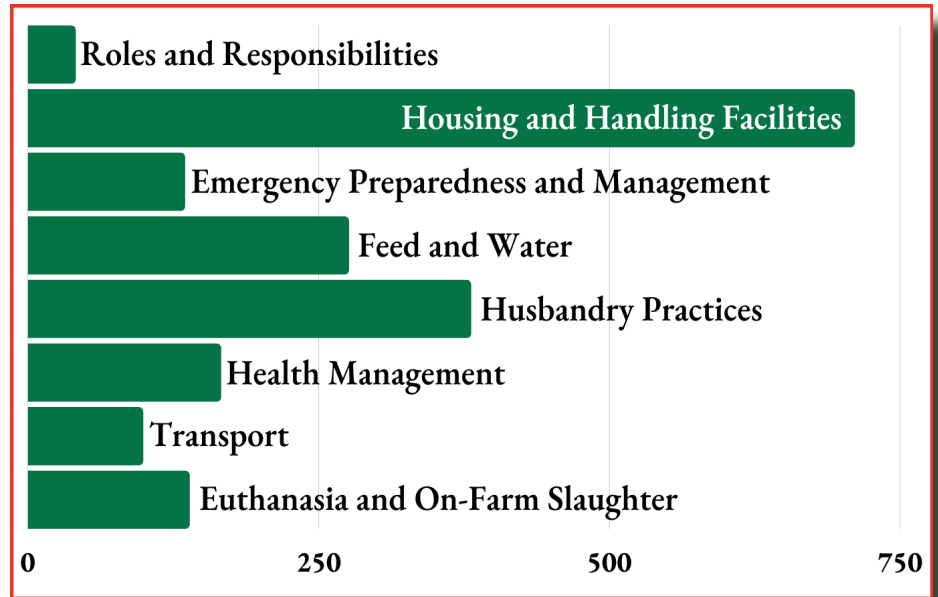 Roles and Responsibilities
Housing and Handling Facilities
Emergency Preparedness and Management
Feed and Water
Husbandry Practices
Health Management
Transport
Euthanasia and On-Farm Slaughter
0 250 500 750